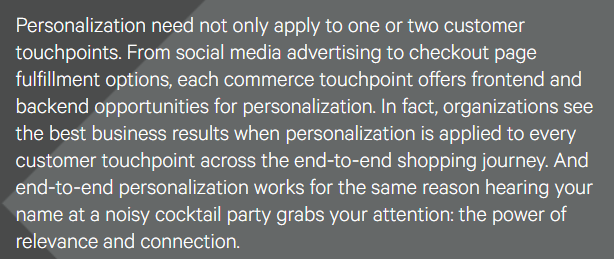 Personalization need not only apply to one or two customer
touchpoints. From social media advertising to checkout page
fulfillment options, each commerce touchpoint offers frontend and
backend opportunities for personalization. In fact, organizations see
the best business results when personalization is applied to every
customer touchpoint across the end-to-end shopping journey. And
end-to-end personalization works for the same reason hearing your
name at a noisy cocktail party grabs your attention: the power of
relevance and connection.